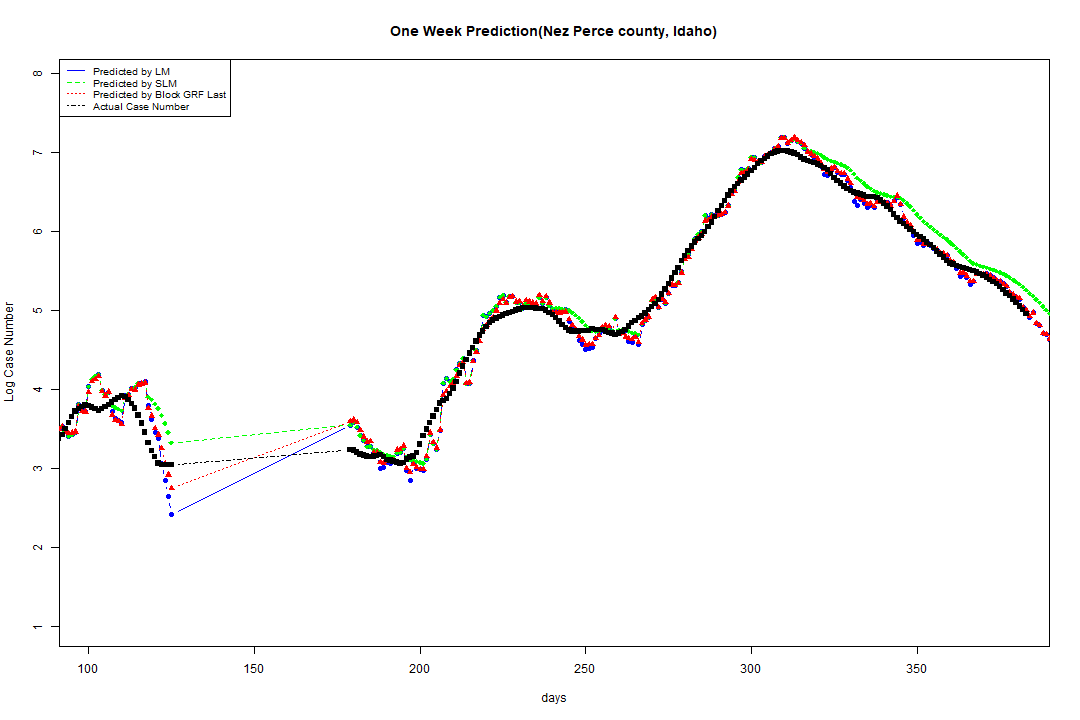 One Week Prediction(Nez Perce county, Idaho)
Predicted by LM
Predicted by SLM
Predicted by Block GRF Last
Actual Case Number
8
7
6
5
4
3
2
1
Log Case Number
100 150 200 250 300 350
days